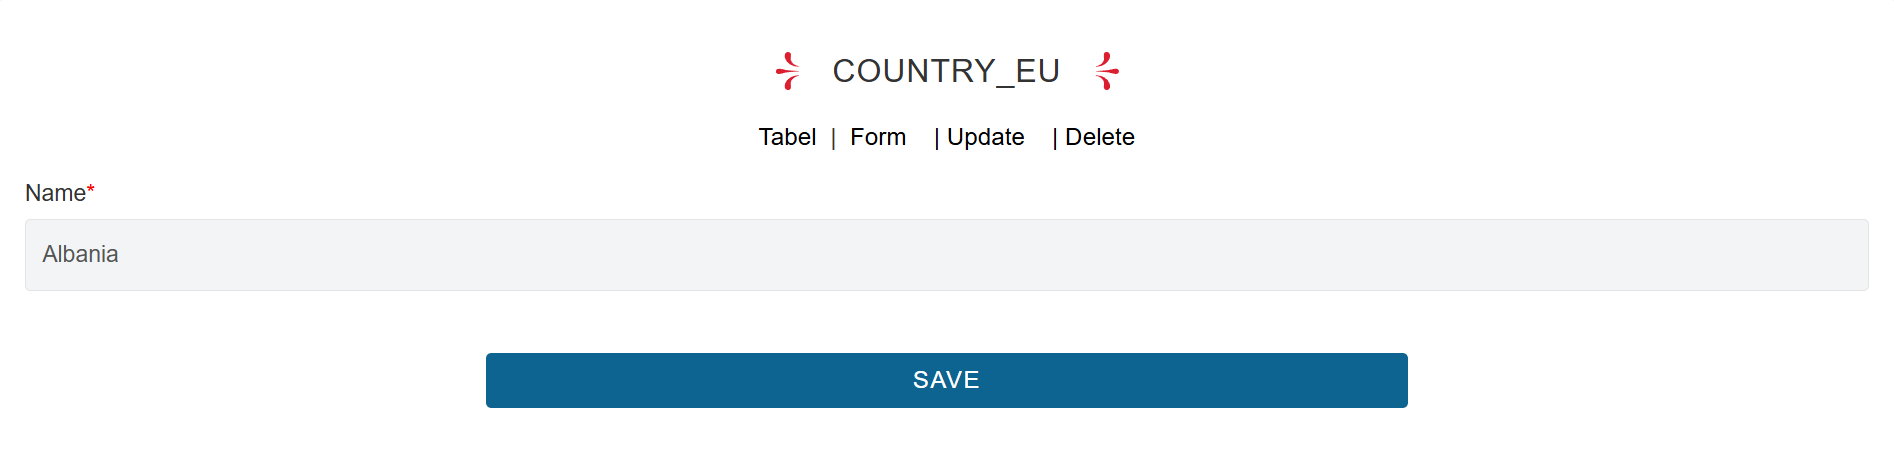 COUNTRY_EU
Tabel | Form | Update | Delete
Name*
Albania
SAVE